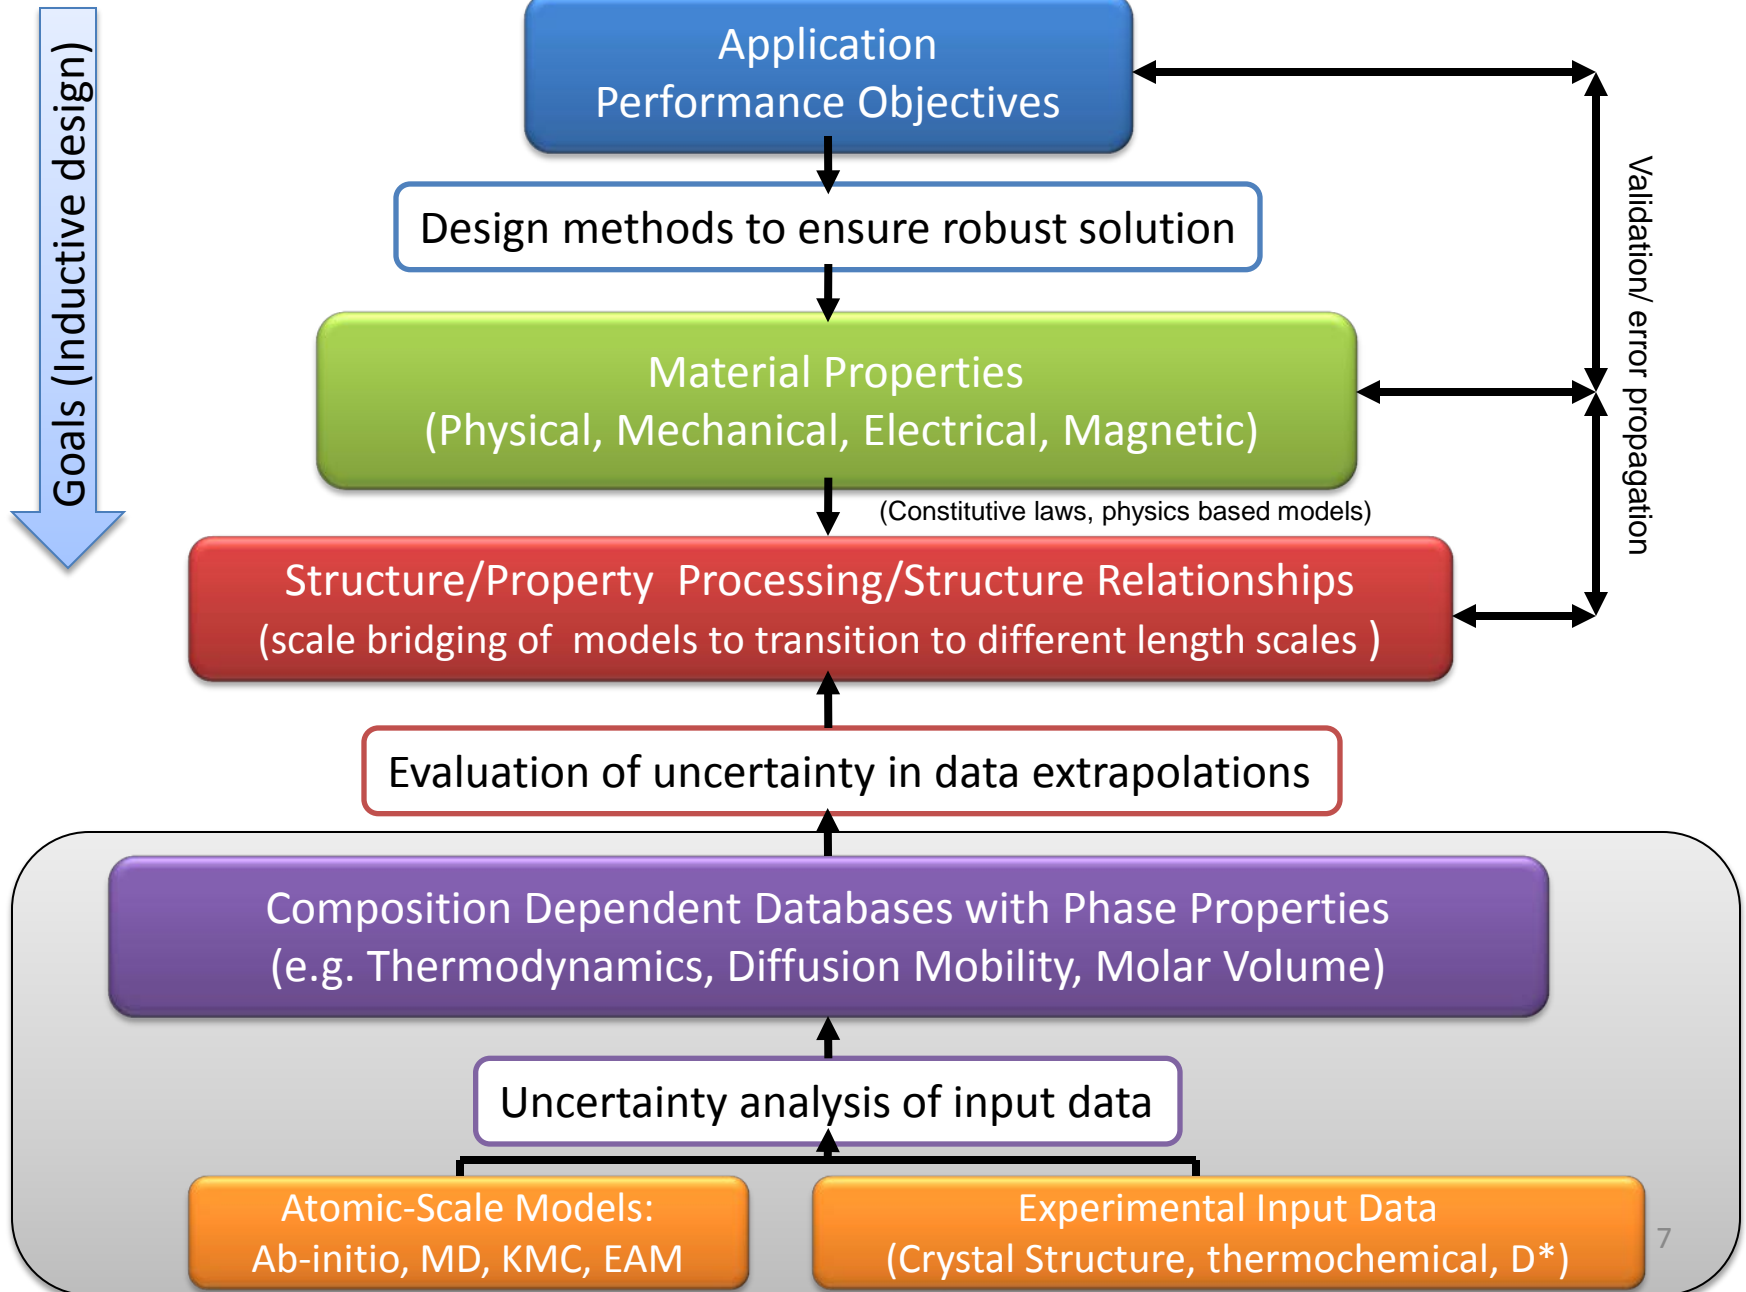 Goals (Inductive design)
Application
Performance Objectives
Design methods to ensure robust solution
Material Properties
(Physical, Mechanical, Electrical, Magnetic)
(Constitutive laws, physics based models)
Validation/ error propagation
Structure/Property  Processing/Structure Relationships
(scale bridging of  models to transition to different length scales )
Evaluation of uncertainty in data extrapolations
Composition Dependent Databases with Phase Properties
(e.g. Thermodynamics, Diffusion Mobility, Molar Volume)
Uncertainty analysis of input data
Atomic-Scale Models:
Ab-initio, MD, KMC, EAM
Experimental Input Data
(Crystal Structure, thermochemical, D*)
7